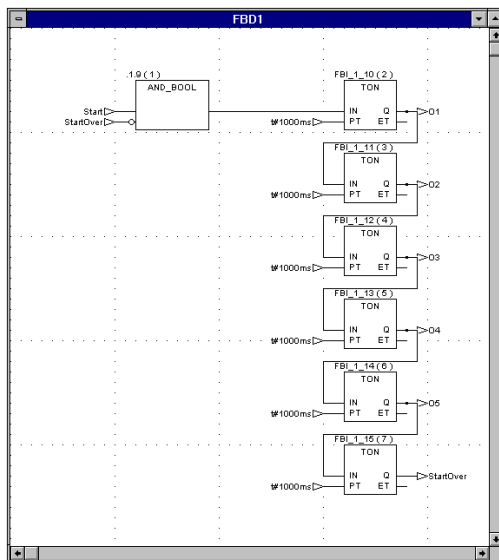 FBD1
.1.9 ( 1 )
AND_BOOL
Start
StartOver
FBI_1_10 ( 2 )
TON
IN Q
PT ET
t#1000ms
O1
FBI_1_11 ( 3 )
TON
IN Q
PT ET
t#1000ms
O2
FBI_1_12 ( 4 )
TON
IN Q
PT ET
t#1000ms
O3
FBI_1_13 ( 5 )
TON
IN Q
PT ET
t#1000ms
O4
FBI_1_14 ( 6 )
TON
IN Q
PT ET
t#1000ms
O5
FBI_1_15 ( 7 )
TON
IN Q
PT ET
t#1000ms
StartOver